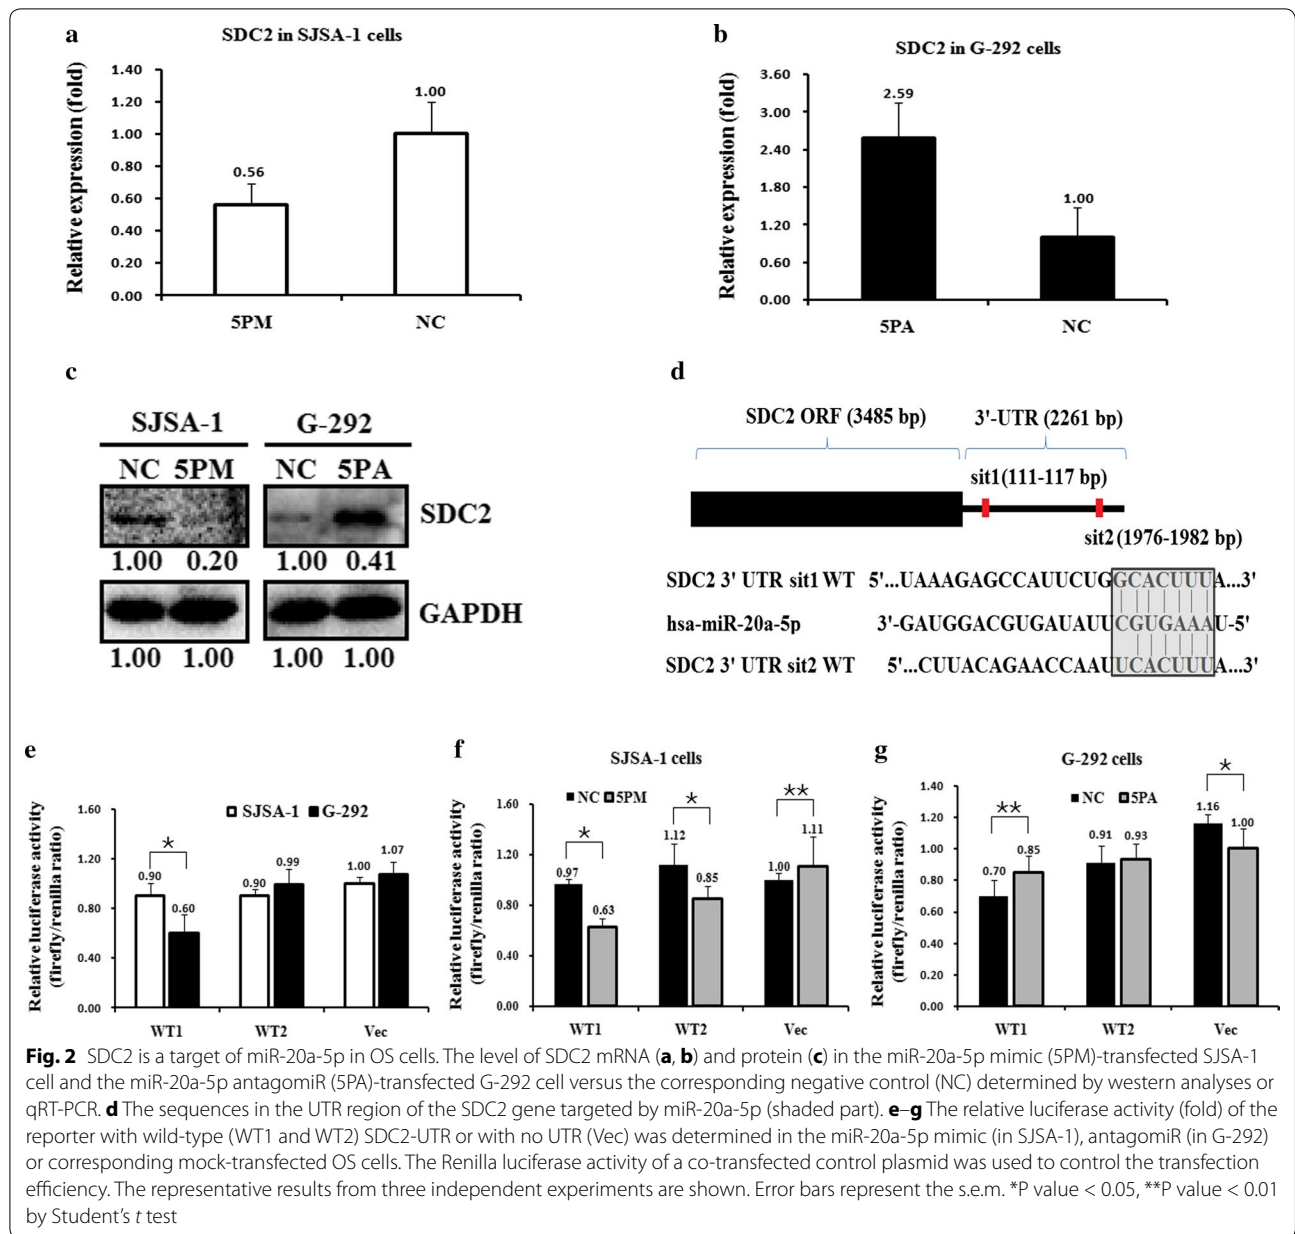 a
SDC2 in SJSA-1 cells
Relative expression (fold)
1.40
1.20
1.00
0.80
0.60
0.40
0.20
0.00
0.56
1.00
5PM NC
b
SDC2 in G-292 cells
Relative expression (fold)
3.60
3.00
2.40
1.80
1.20
0.60
0.00
2.59
1.00
5PA NC
c
SJSA-1 G-292
NC 5PM NC 5PA
SDC2
1.00 0.20 1.00 0.41
GAPDH
1.00 1.00 1.00 1.00
d
SDC2 ORF (3485 bp) 3'-UTR (2261 bp)
sit1(111-117 bp)
sit2 (1976-1982 bp)
SDC2 3' UTR sit1 WT 5'...UAAAGAGCCAUUCUGGCACUUUA...3'
hsa-miR-20a-5p 3'-GAUGGACGUGAUAUUCGUGAAAU-5'
SDC2 3' UTR sit2 WT 5'...CUUACAGAACCAAUUCACUUUA...3'
e
Relative luciferase activity
(firefly/renilla ratio)
1.60
1.20
0.80
0.40
0.00
SJSA-1 G-292
*
0.90 0.60 0.90 0.99 1.00 1.07
WT1 WT2 Vec
f
SJSA-1 cells
Relative luciferase activity
(firefly/renilla ratio)
1.60
1.20
0.80
0.40
0.00
NC 5PM
* * **
0.97 0.63 1.12 0.85 1.00 1.11
WT1 WT2 Vec
g
G-292 cells
Relative luciferase activity
(firefly/renilla ratio)
1.40
1.20
1.00
0.80
0.60
0.40
0.20
0.00
NC 5PA
** *
0.70 0.85 0.91 0.93 1.16 1.00
WT1 WT2 Vec
Fig. 2 SDC2 is a target of miR-20a-5p in OS cells. The level of SDC2 mRNA (a, b) and protein (c) in the miR-20a-5p mimic (5PM)-transfected SJSA-1
cell and the miR-20a-5p antagomiR (5PA)-transfected G-292 cell versus the corresponding negative control (NC) determined by western analyses or
qRT-PCR. d The sequences in the UTR region of the SDC2 gene targeted by miR-20a-5p (shaded part). e–g The relative luciferase activity (fold) of the
reporter with wild-type (WT1 and WT2) SDC2-UTR or with no UTR (Vec) was determined in the miR-20a-5p mimic (in SJSA-1), antagomiR (in G-292)
or corresponding mock-transfected OS cells. The Renilla luciferase activity of a co-transfected control plasmid was used to control the transfection
efficiency. The representative results from three independent experiments are shown. Error bars represent the s.e.m. *P value < 0.05, **P value < 0.01
by Student's t test